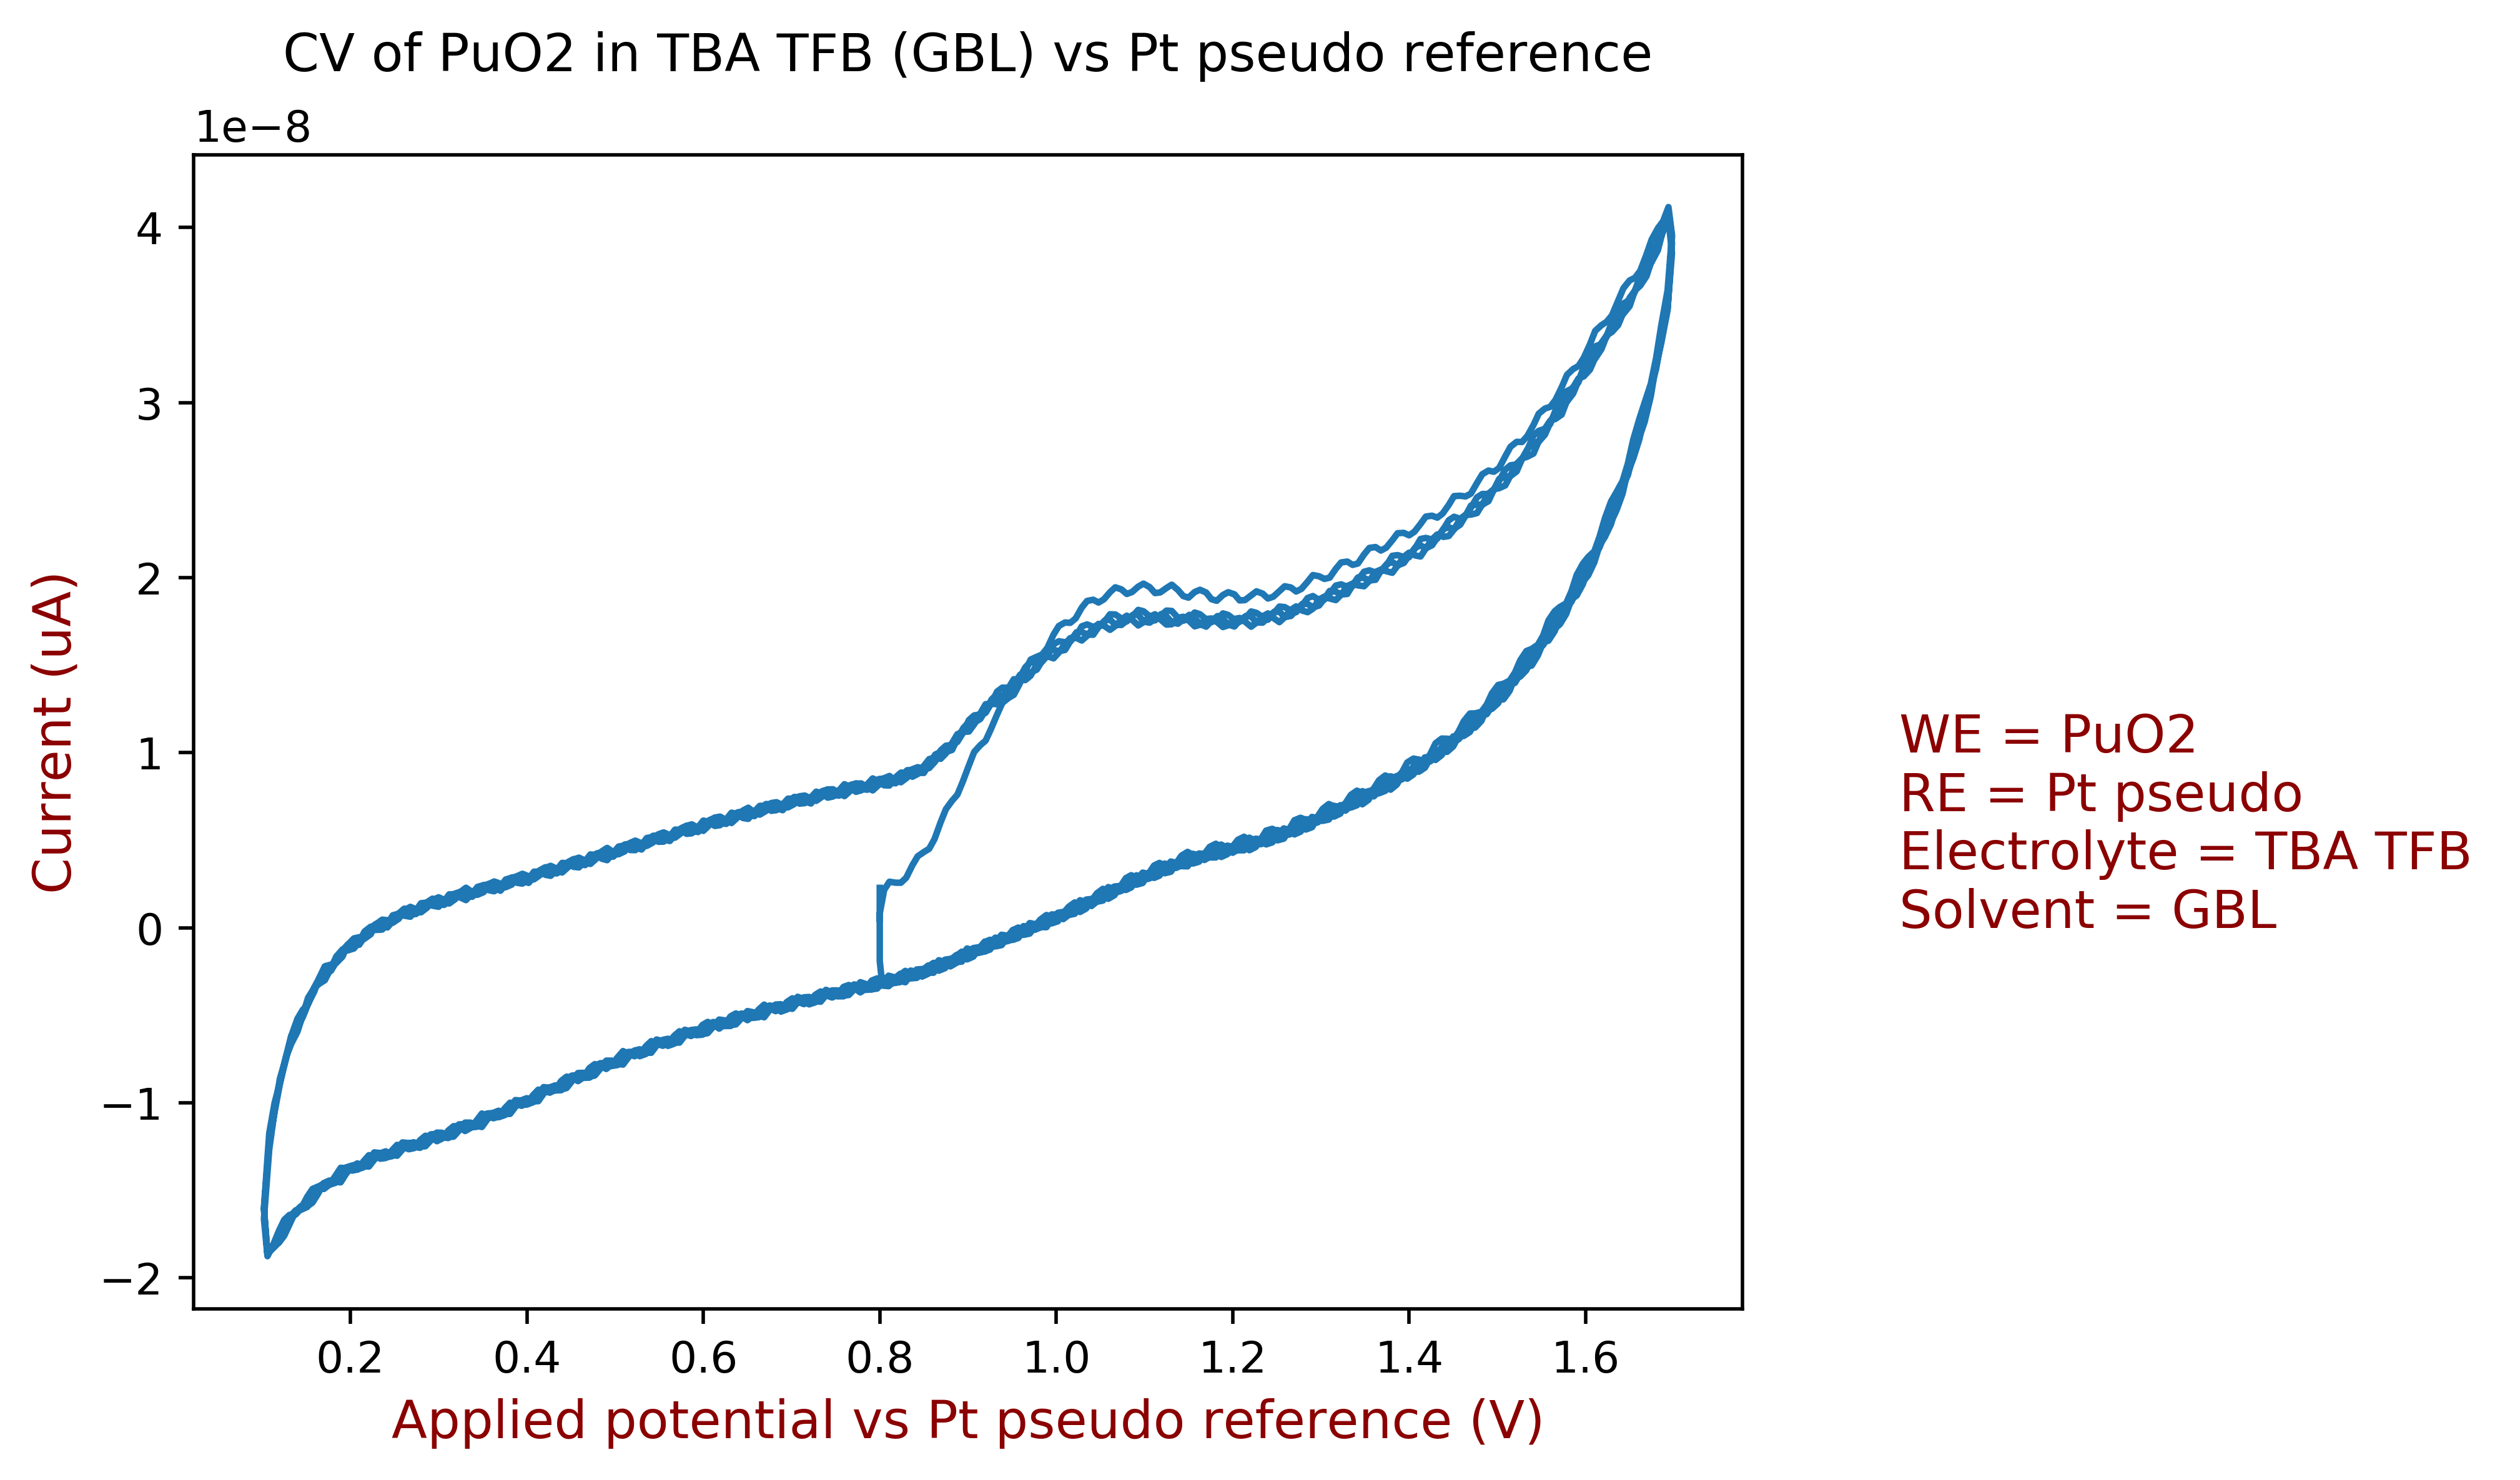 CV of PuO2 in TBA TFB (GBL) vs Pt pseudo reference
1e−8
4
3
2
1
0
−1
−2
Current (uA)
0.2 0.4 0.6 0.8 1.0 1.2 1.4 1.6
Applied potential vs Pt pseudo reference (V)
WE = PuO2
RE = Pt pseudo
Electrolyte = TBA TFB
Solvent = GBL